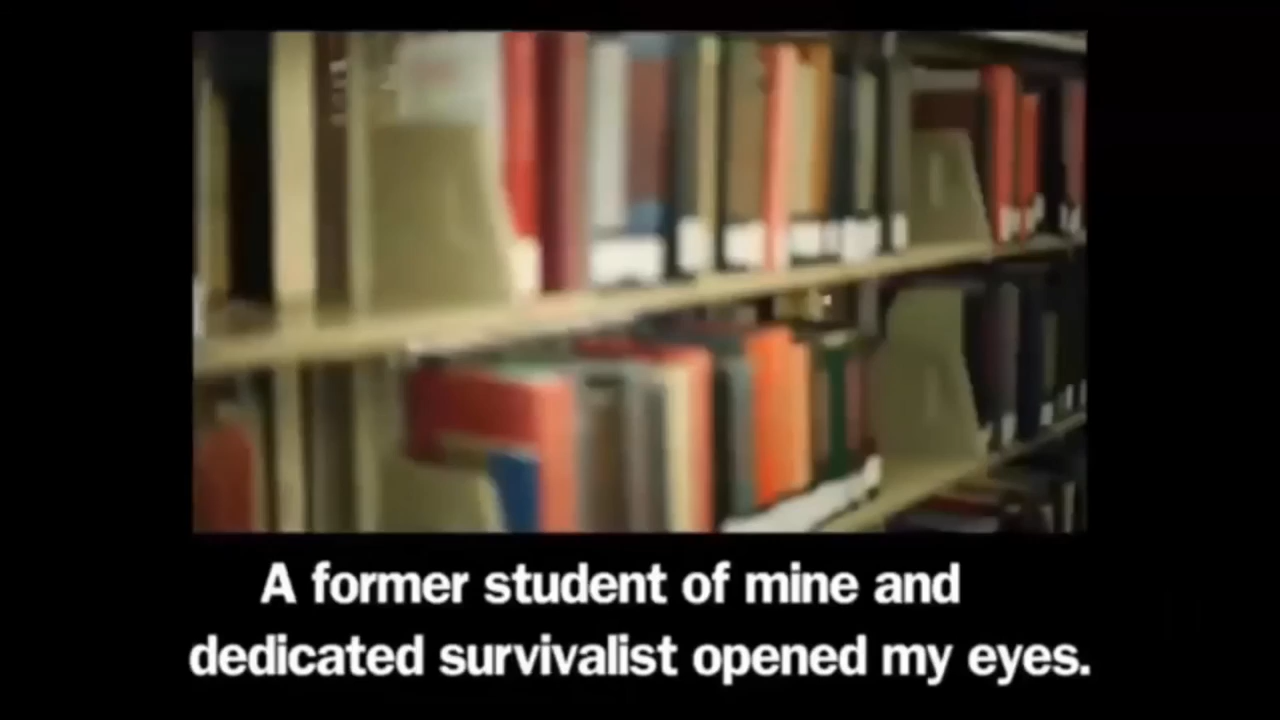 A former student of mine and
dedicated survivalist opened my eyes.